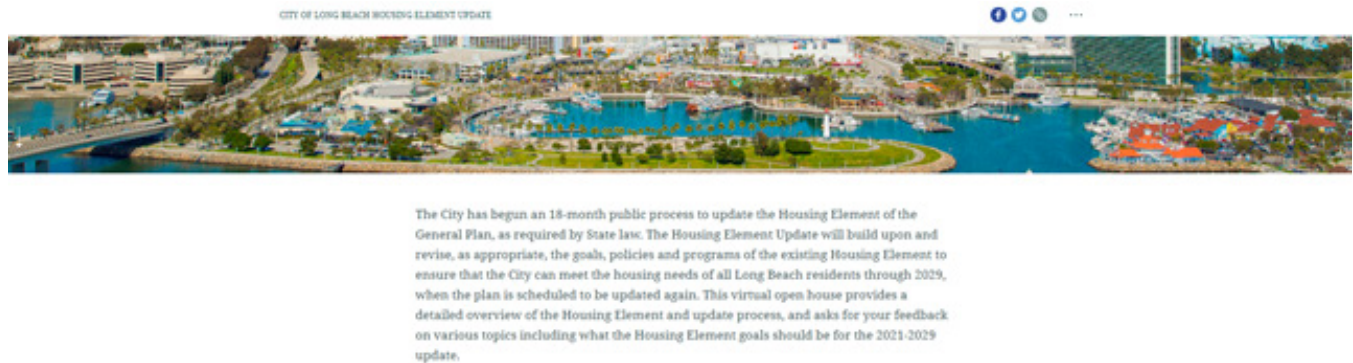 CITY OF LONG BEACH HOUSING ELEMENT UPDATE
The City has begun an 18-month public process to update the Housing Element of the
General Plan, as required by State law. The Housing Element Update will build upon and
revise, as appropriate, the goals, policies and programs of the existing Housing Element to
ensure that the City can meet the housing needs of all Long Beach residents through 2029,
when the plan is scheduled to be updated again. This virtual open house provides a
detailed overview of the Housing Element and update process, and asks for your feedback
on various topics including what the Housing Element goals should be for the 2021-2029
update.